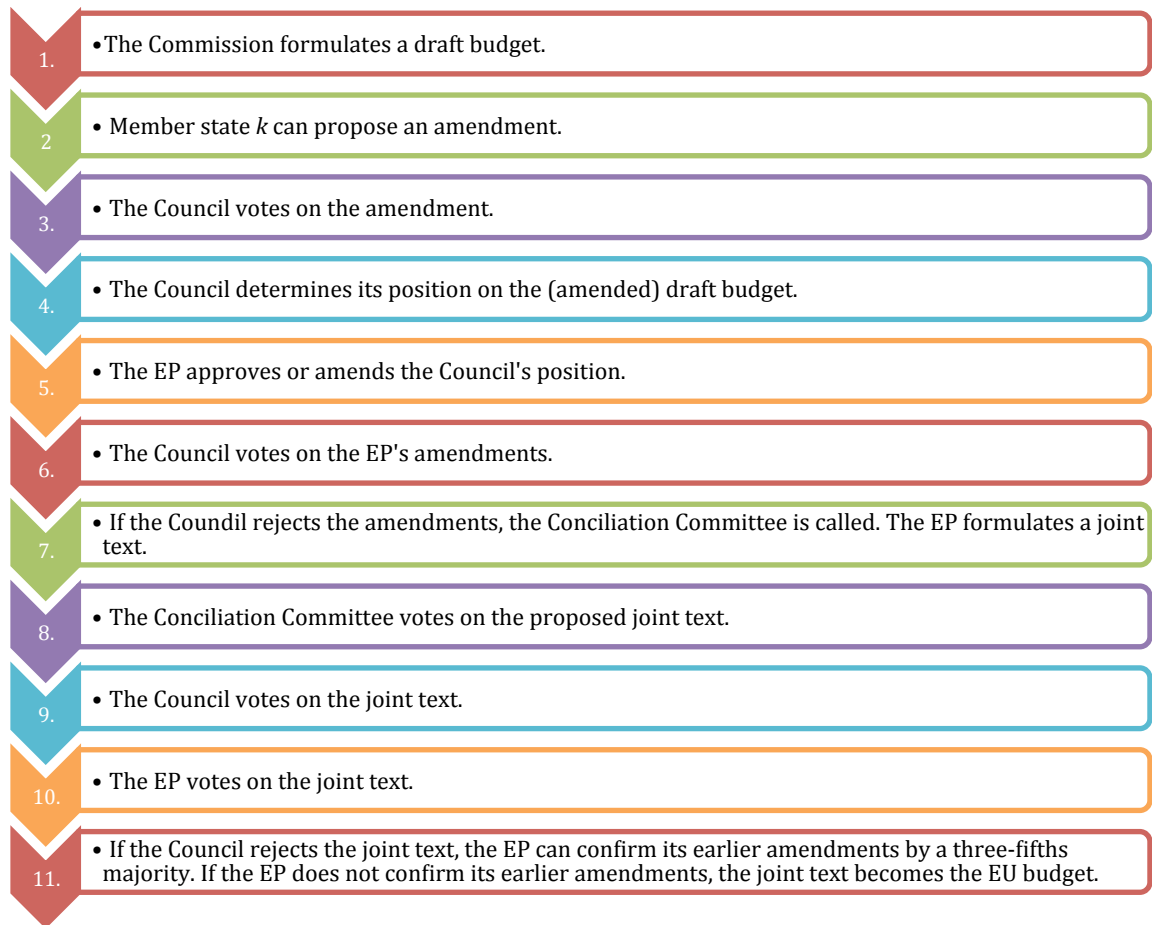 1.
•The Commission formulates a draft budget.
2
• Member state k can propose an amendment.
3.
• The Council votes on the amendment.
4.
• The Council determines its position on the (amended) draft budget.
5.
• The EP approves or amends the Council's position.
6.
• The Council votes on the EP's amendments.
7.
• If the Coundil rejects the amendments, the Conciliation Committee is called. The EP formulates a joint
text.
8.
• The Conciliation Committee votes on the proposed joint text.
9.
• The Council votes on the joint text.
10.
• The EP votes on the joint text.
11.
• If the Council rejects the joint text, the EP can confirm its earlier amendments by a three-fifths
majority. If the EP does not confirm its earlier amendments, the joint text becomes the EU budget.